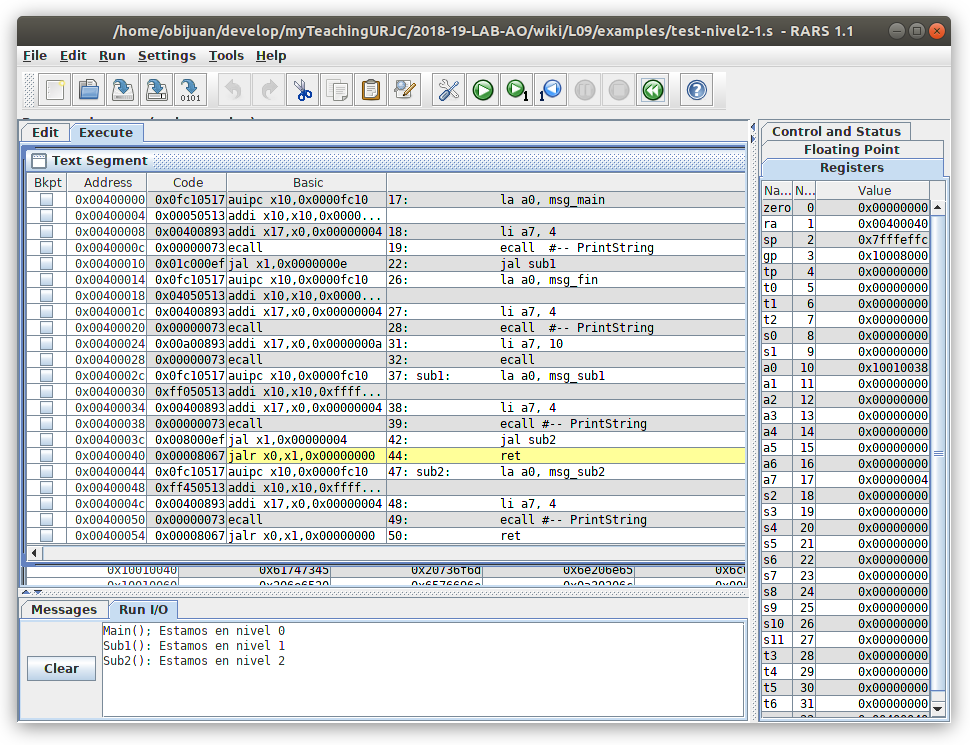 /home/obijuan/develop/myTeachingURJC/2018-19-LAB-AO/wiki/L09/examples/test-nivel2-1.s - RARS 1.1
File Edit Run Settings Tools Help
Edit Execute
Text Segment
Bkpt Address Code Basic
0x00400000 0x0fc10517 auipc x10,0x0000fc10 17: la a0, msg_main
0x00400004 0x00050513 addi x10,x10,0x0000...
0x00400008 0x00400893 addi x17,x0,0x00000004 18: li a7, 4
0x0040000c 0x00000073 ecall 19: ecall #-- PrintString
0x00400010 0x01c000ef jal x1,0x0000000e 22: jal sub1
0x00400014 0x0fc10517 auipc x10,0x0000fc10 26: la a0, msg_fin
0x00400018 0x04050513 addi x10,x10,0x0000...
0x0040001c 0x00400893 addi x17,x0,0x00000004 27: li a7, 4
0x00400020 0x00000073 ecall 28: ecall #-- PrintString
0x00400024 0x00a00893 addi x17,x0,0x0000000a 31: li a7, 10
0x00400028 0x00000073 ecall 32: ecall
0x0040002c 0x0fc10517 auipc x10,0x0000fc10 37: sub1: la a0, msg_sub1
0x00400030 0xff050513 addi x10,x10,0xffff...
0x00400034 0x00400893 addi x17,x0,0x00000004 38: li a7, 4
0x00400038 0x00000073 ecall 39: ecall #-- PrintString
0x0040003c 0x008000ef jal x1,0x00000004 42: jal sub2
0x00400040 0x00008067 jalr x0,x1,0x00000000 44: ret
0x00400044 0x0fc10517 auipc x10,0x0000fc10 47: sub2: la a0, msg_sub2
0x00400048 0xff450513 addi x10,x10,0xffff...
0x0040004c 0x00400893 addi x17,x0,0x00000004 48: li a7, 4
0x00400050 0x00000073 ecall 49: ecall #-- PrintString
0x00400054 0x00008067 jalr x0,x1,0x00000000 50: ret
0x10010040 0x61747345 0x20736f6d 0x6e206e65
Messages Run I/O
Clear
Main(); Estamos en nivel 0
Sub1(): Estamos en nivel 1
Sub2(): Estamos en nivel 2
Control and Status
Floating Point
Registers
Na... N... Value
zero 0 0x00000000
ra 1 0x00400040
sp 2 0x7fffeffc
gp 3 0x10008000
tp 4 0x00000000
t0 5 0x00000000
t1 6 0x00000000
t2 7 0x00000000
s0 8 0x00000000
s1 9 0x00000000
a0 10 0x10010038
a1 11 0x00000000
a2 12 0x00000000
a3 13 0x00000000
a4 14 0x00000000
a5 15 0x00000000
a6 16 0x00000000
a7 17 0x00000004
s2 18 0x00000000
s3 19 0x00000000
s4 20 0x00000000
s5 21 0x00000000
s6 22 0x00000000
s7 23 0x00000000
s8 24 0x00000000
s9 25 0x00000000
s10 26 0x00000000
s11 27 0x00000000
t3 28 0x00000000
t4 29 0x00000000
t5 30 0x00000000
t6 31 0x00000000